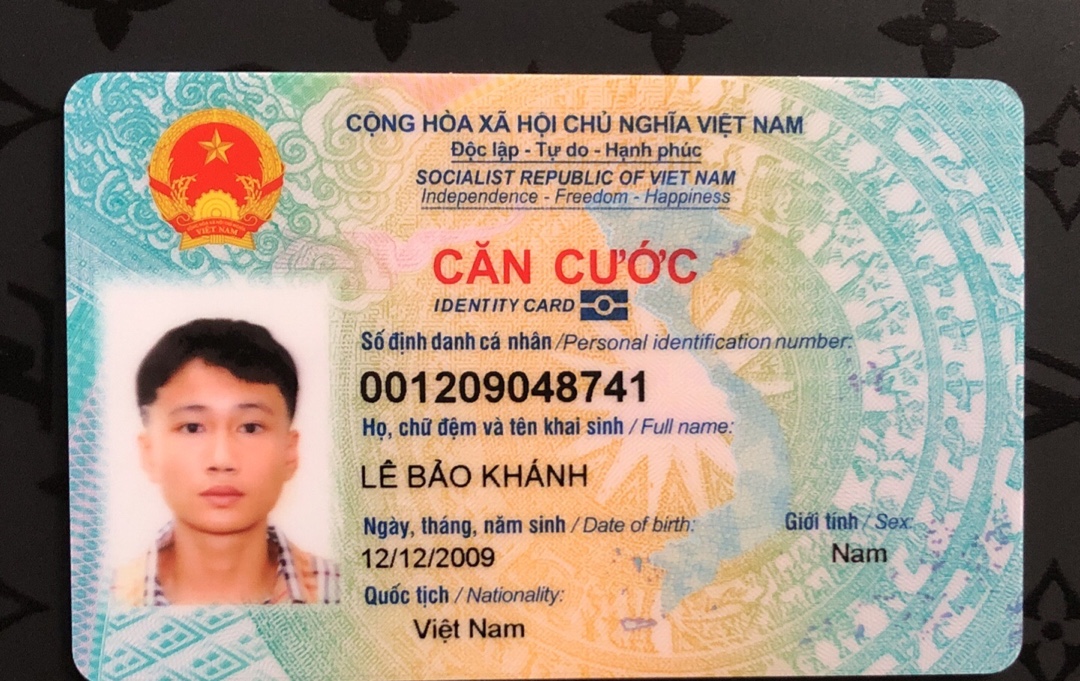 CỘNG HÒA XÃ HỘI CHỦ NGHĨA VIỆT NAM
Độc lập - Tự do - Hạnh phúc
SOCIALIST REPUBLIC OF VIET NAM
Independence - Freedom - Happiness
VIỆT NAM
CĂN CƯỚC
IDENTITY CARD
Số định danh cá nhân / Personal identification number:
001209048741
Họ, chữ đệm và tên khai sinh / Full name:
LÊ BẢO KHÁNH
Ngày, tháng, năm sinh / Date of birth: Giới tính / Sex:
12/12/2009 Nam
Quốc tịch / Nationality:
Việt Nam